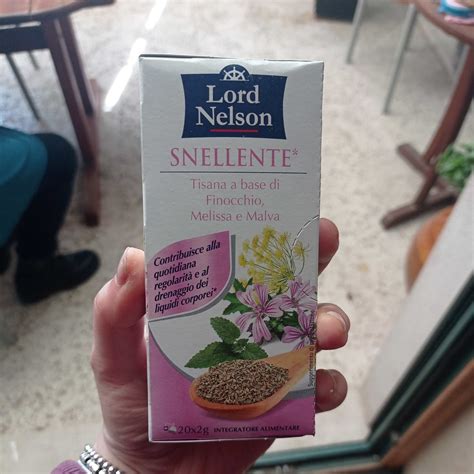 Lord
Nelson
SNELLENTE*
Tisana a base di
Finocchio,
Melissa e Malva
Contribuisce alla
quotidiana
regolarità e al
drenaggio dei
liquidi corporei*
20x2g INTEGRATORE ALIMENTARE